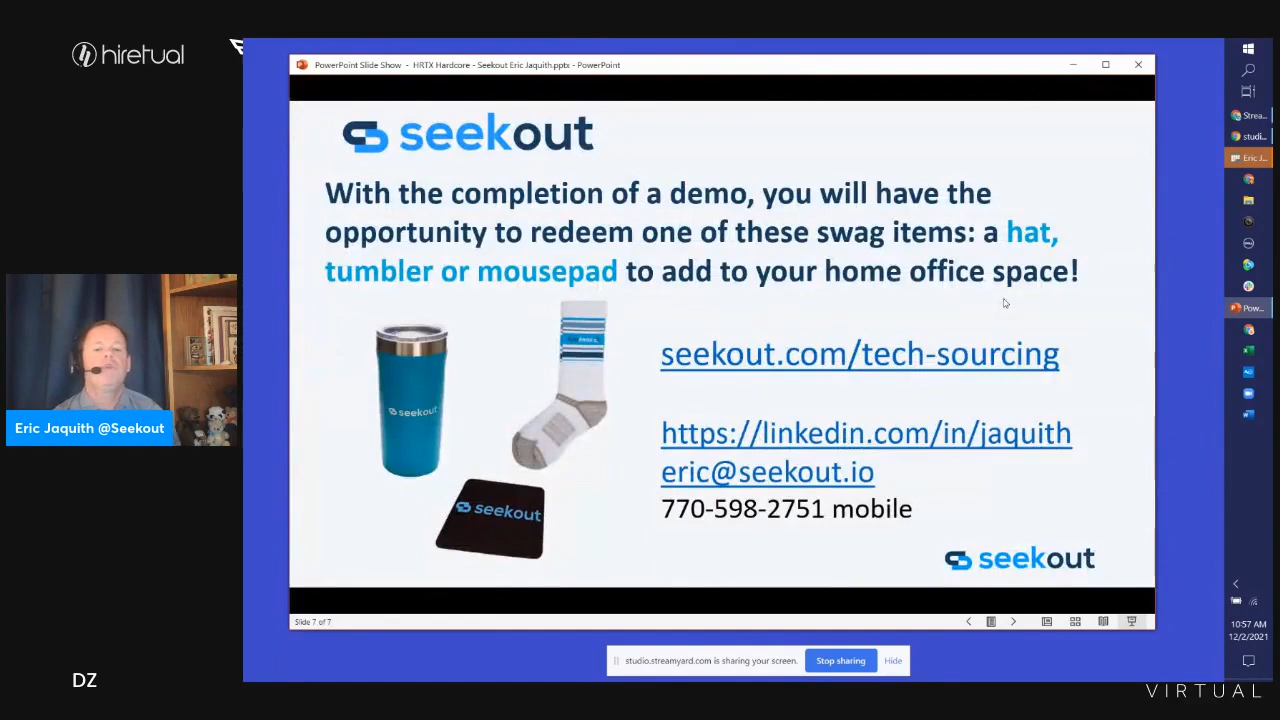 hiretual
PowerPoint Slide Show - HRTX Hardcore - Seekout Eric Jaquith.pptx - PowerPoint
seekout
With the completion of a demo, you will have the
opportunity to redeem one of these swag items: a hat,
tumbler or mousepad to add to your home office space!
seekout
seekout
seekout.com/tech-sourcing
https://linkedin.com/in/jaquith
eric@seekout.io
770-598-2751 mobile
seekout
Slide 7 of 7
Eric Jaquith @Seekout
studio.streamyard.com is sharing your screen.
Stop sharing
Hide
Strea...
studi...
Eric J...
Pow...
10:57 AM
12/2/2021
DZ
VIRTUAL